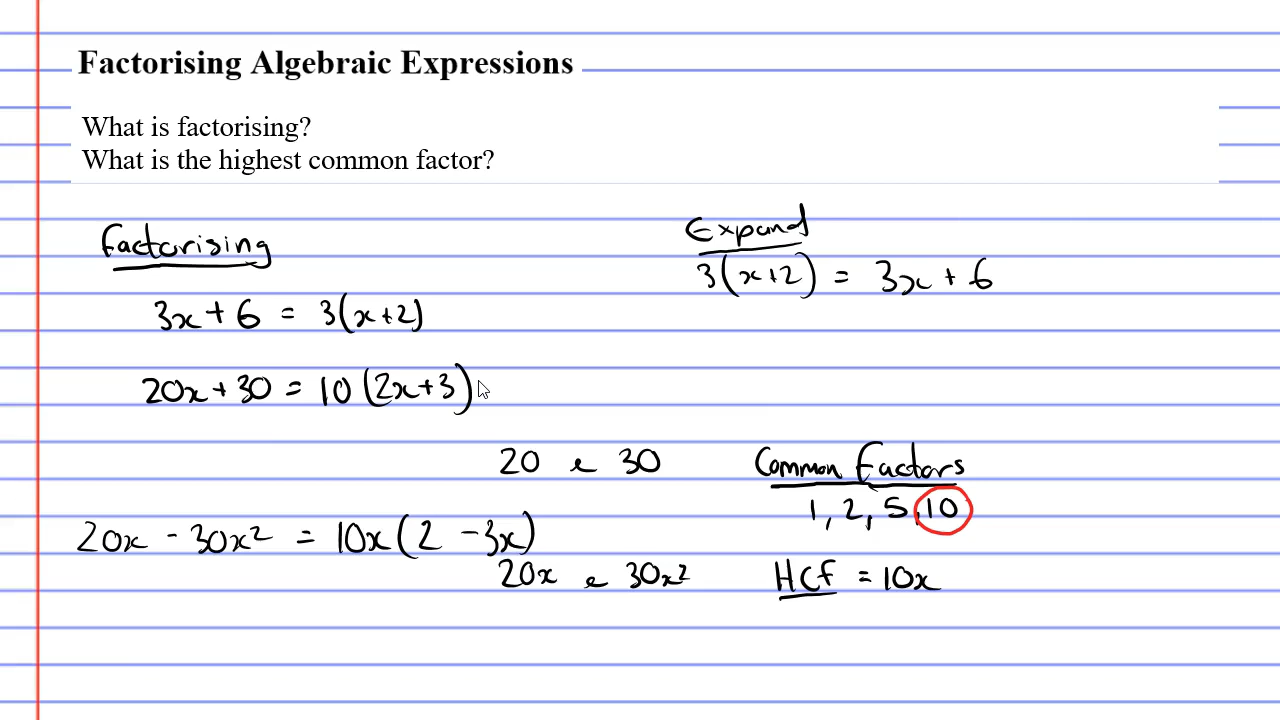 Factorising Algebraic Expressions
What is factorising?
What is the highest common factor?
Factorising
3x + 6 = 3(x+2)
20x + 30 = 10(2x+3)
Expand
3(x+2) = 3x + 6
20 e 30
Common Factors
1, 2, 5, 10
20x - 30x² = 10x(2 - 3x)
20x e 30x²
HCF = 10x